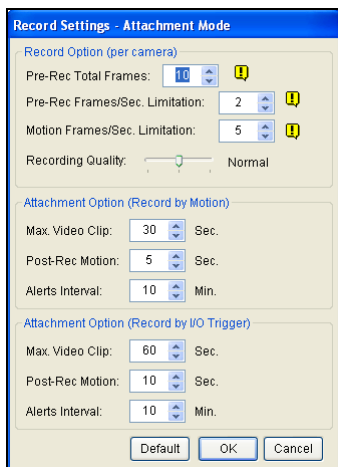 Record Settings - Attachment Mode
Record Option (per camera)
Pre-Rec Total Frames: 10
Pre-Rec Frames/Sec. Limitation: 2
Motion Frames/Sec. Limitation: 5
Recording Quality: Normal
Attachment Option (Record by Motion)
Max. Video Clip: 30 Sec.
Post-Rec Motion: 5 Sec.
Alerts Interval: 10 Min.
Attachment Option (Record by I/O Trigger)
Max. Video Clip: 60 Sec.
Post-Rec Motion: 10 Sec.
Alerts Interval: 10 Min.
Default OK Cancel